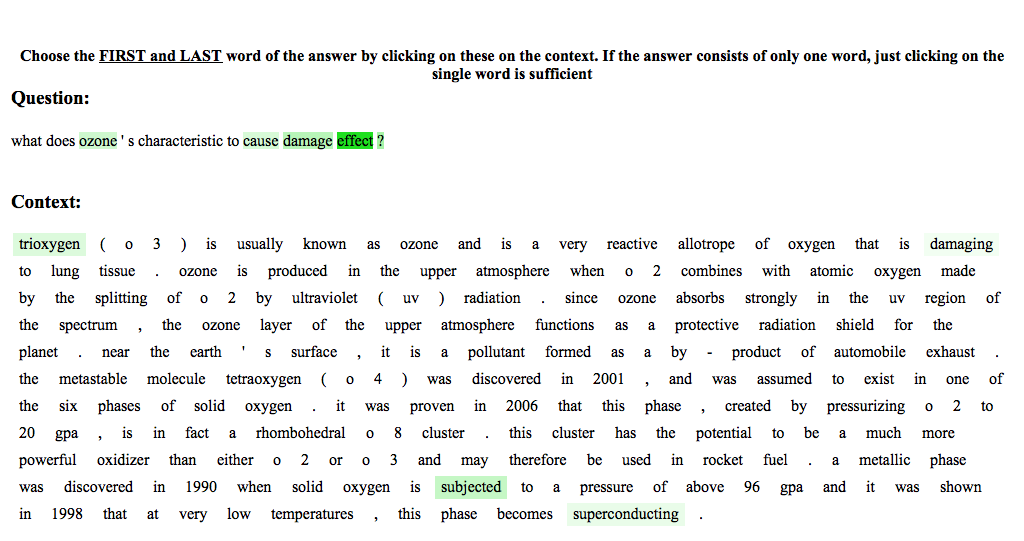 Choose the FIRST and LAST word of the answer by clicking on these on the context. If the answer consists of only one word, just clicking on the
single word is sufficient
Question:
what does ozone ' s characteristic to cause damage effect ?
Context:
trioxygen ( o 3 ) is usually known as ozone and is a very reactive allotrope of oxygen that is damaging
to lung tissue . ozone is produced in the upper atmosphere when o 2 combines with atomic oxygen made
by the splitting of o 2 by ultraviolet ( uv ) radiation . since ozone absorbs strongly in the uv region of
the spectrum , the ozone layer of the upper atmosphere functions as a protective radiation shield for the
planet . near the earth ' s surface , it is a pollutant formed as a by - product of automobile exhaust .
the metastable molecule tetraoxygen ( o 4 ) was discovered in 2001 , and was assumed to exist in one of
the six phases of solid oxygen . it was proven in 2006 that this phase , created by pressurizing o 2 to
20 gpa , is in fact a rhombohedral o 8 cluster . this cluster has the potential to be a much more
powerful oxidizer than either o 2 or o 3 and may therefore be used in rocket fuel . a metallic phase
was discovered in 1990 when solid oxygen is subjected to a pressure of above 96 gpa and it was shown
in 1998 that at very low temperatures , this phase becomes superconducting .